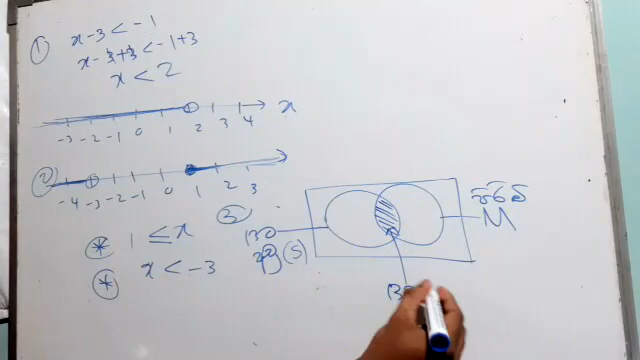 ① x-3 < -1
x-3+3 < -1+3
x < 2
x
-3 -2 -1 0 1 2 3 4
②
-4 -3 -2 -1 0 1 2 3
* 1 ≤ x
* x < -3
③
(S)
M